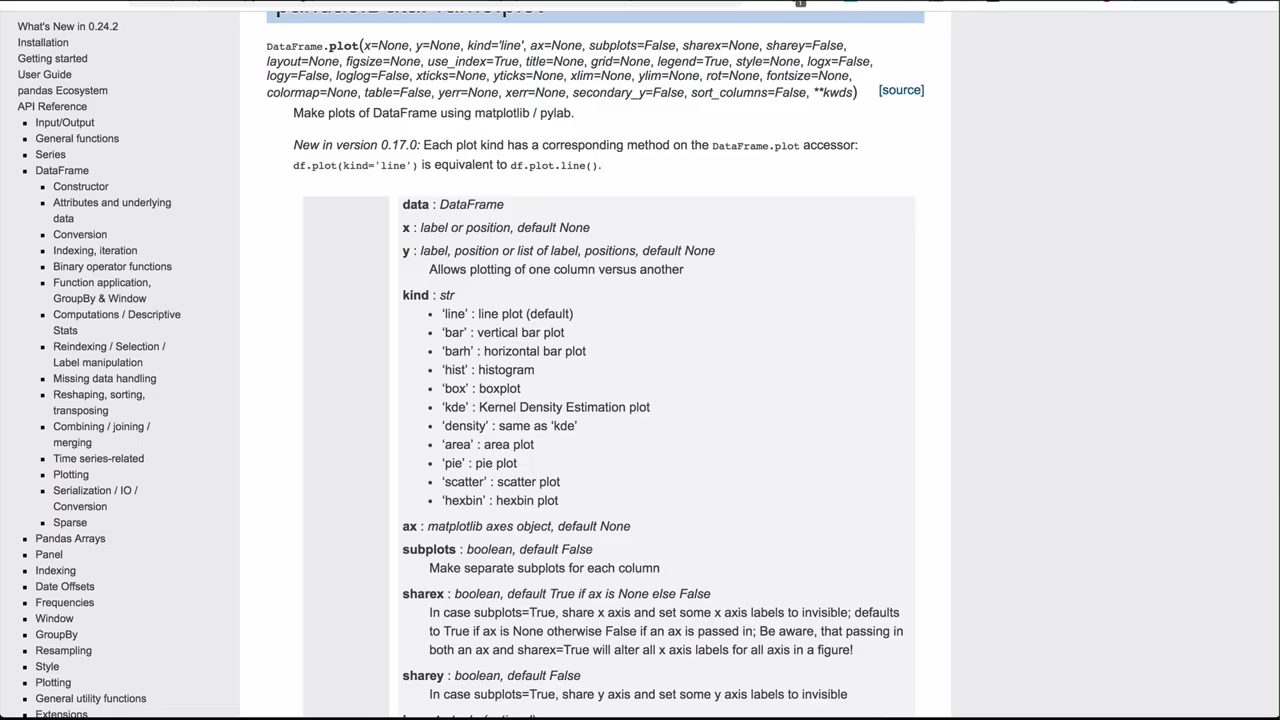 What's New in 0.24.2
Installation
Getting started
User Guide
pandas Ecosystem
API Reference
Input/Output
General functions
Series
DataFrame
Constructor
Attributes and underlying
data
Conversion
Indexing, iteration
Binary operator functions
Function application,
GroupBy & Window
Computations / Descriptive
Stats
Reindexing / Selection /
Label manipulation
Missing data handling
Reshaping, sorting,
transposing
Combining / joining /
merging
Time series-related
Plotting
Serialization / IO /
Conversion
Sparse
Pandas Arrays
Panel
Indexing
Date Offsets
Frequencies
Window
GroupBy
Resampling
Style
Plotting
General utility functions
Extensions
DataFrame.plot(x=None, y=None, kind='line', ax=None, subplots=False, sharex=None, sharey=False,
layout=None, figsize=None, use_index=True, title=None, grid=None, legend=True, style=None, logx=False,
logy=False, loglog=False, xticks=None, yticks=None, xlim=None, ylim=None, rot=None, fontsize=None,
colormap=None, table=False, yerr=None, xerr=None, secondary_y=False, sort_columns=False, **kwds) [source]
Make plots of DataFrame using matplotlib / pylab.
New in version 0.17.0: Each plot kind has a corresponding method on the DataFrame.plot accessor:
df.plot(kind='line') is equivalent to df.plot.line().
data : DataFrame
x : label or position, default None
y : label, position or list of label, positions, default None
Allows plotting of one column versus another
kind : str
• ‘line’ : line plot (default)
• ‘bar’ : vertical bar plot
• ‘barh’ : horizontal bar plot
• ‘hist’ : histogram
• ‘box’ : boxplot
• ‘kde’ : Kernel Density Estimation plot
• ‘density’ : same as ‘kde’
• ‘area’ : area plot
• ‘pie’ : pie plot
• ‘scatter’ : scatter plot
• ‘hexbin’ : hexbin plot
ax : matplotlib axes object, default None
subplots : boolean, default False
Make separate subplots for each column
sharex : boolean, default True if ax is None else False
In case subplots=True, share x axis and set some x axis labels to invisible; defaults
to True if ax is None otherwise False if an ax is passed in; Be aware, that passing in
both an ax and sharex=True will alter all x axis labels for all axis in a figure!
sharey : boolean, default False
In case subplots=True, share y axis and set some y axis labels to invisible